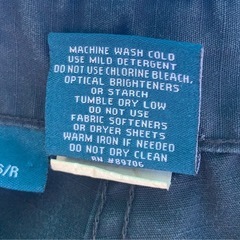 MACHINE WASH COLD
USE MILD DETERGENT
DO NOT USE CHLORINE BLEACH,
OPTICAL BRIGHTENERS
OR STARCH
TUMBLE DRY LOW
DO NOT USE
FABRIC SOFTENERS
OR DRYER SHEETS
WARM IRON IF NEEDED
DO NOT DRY CLEAN
RN #89706
S/R